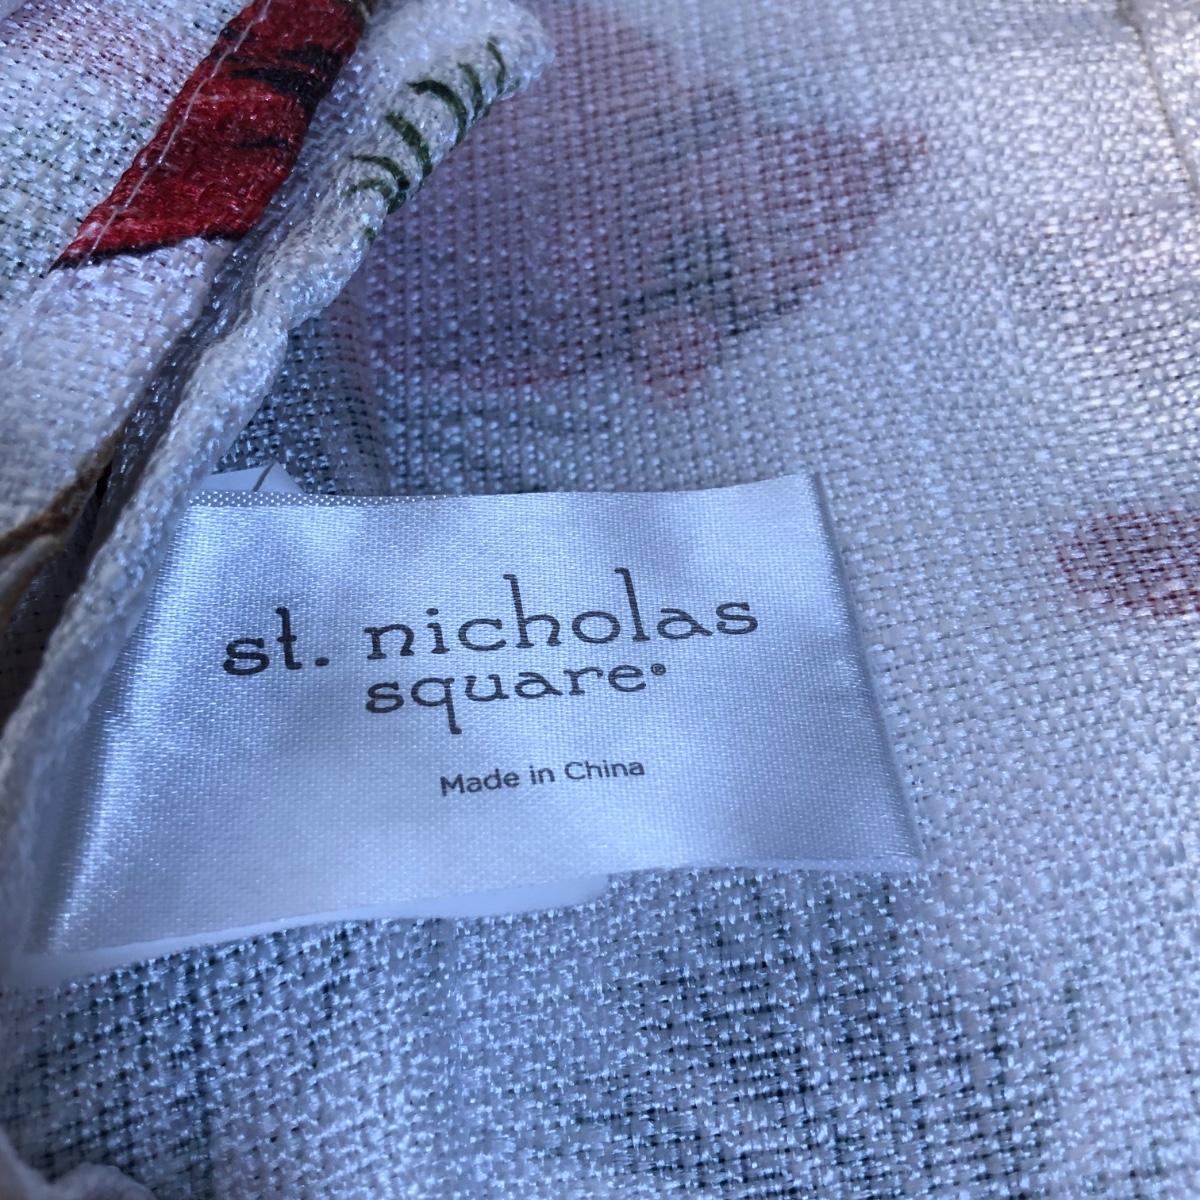 st. nicholas
square®
Made in China